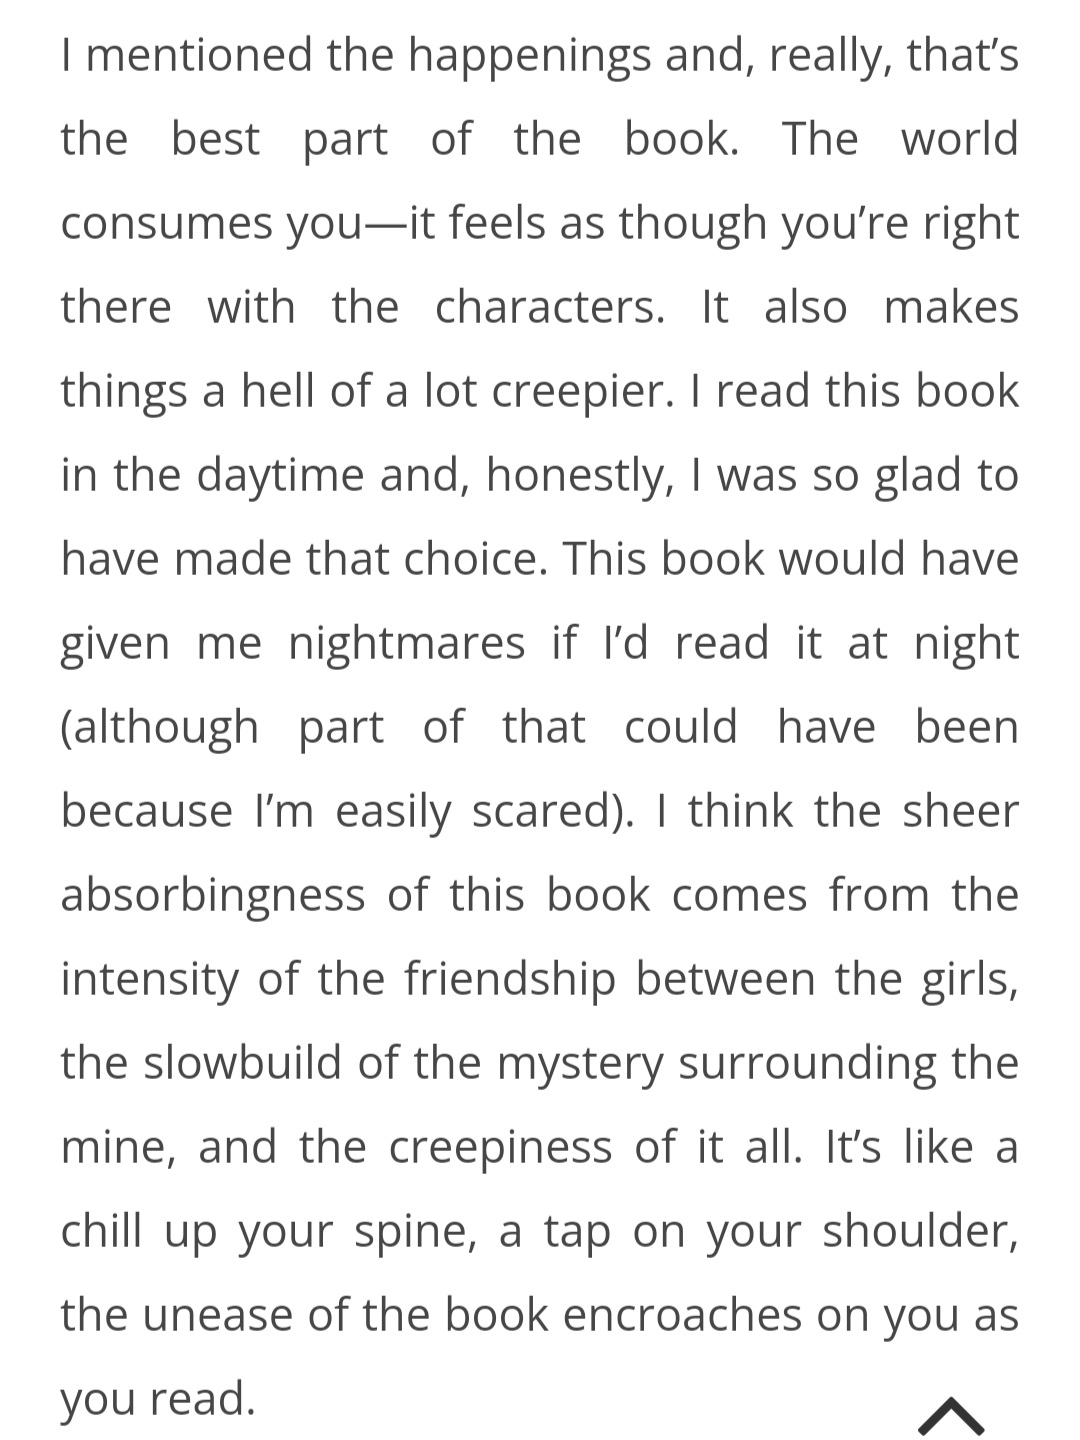 I mentioned the happenings and, really, that’s
the best part of the book. The world
consumes you—it feels as though you’re right
there with the characters. It also makes
things a hell of a lot creepier. I read this book
in the daytime and, honestly, I was so glad to
have made that choice. This book would have
given me nightmares if I’d read it at night
(although part of that could have been
because I’m easily scared). I think the sheer
absorbingness of this book comes from the
intensity of the friendship between the girls,
the slowbuild of the mystery surrounding the
mine, and the creepiness of it all. It’s like a
chill up your spine, a tap on your shoulder,
the unease of the book encroaches on you as
you read.